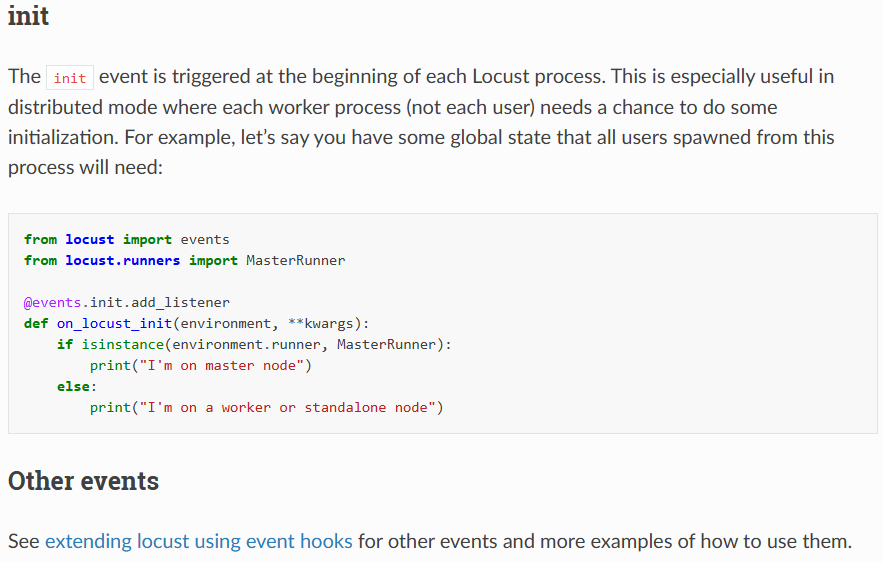 init
The init event is triggered at the beginning of each Locust process. This is especially useful in
distributed mode where each worker process (not each user) needs a chance to do some
initialization. For example, let’s say you have some global state that all users spawned from this
process will need:
from locust import events
from locust.runners import MasterRunner
@events.init.add_listener
def on_locust_init(environment, **kwargs):
    if isinstance(environment.runner, MasterRunner):
        print("I'm on master node")
    else:
        print("I'm on a worker or standalone node")
Other events
See extending locust using event hooks for other events and more examples of how to use them.